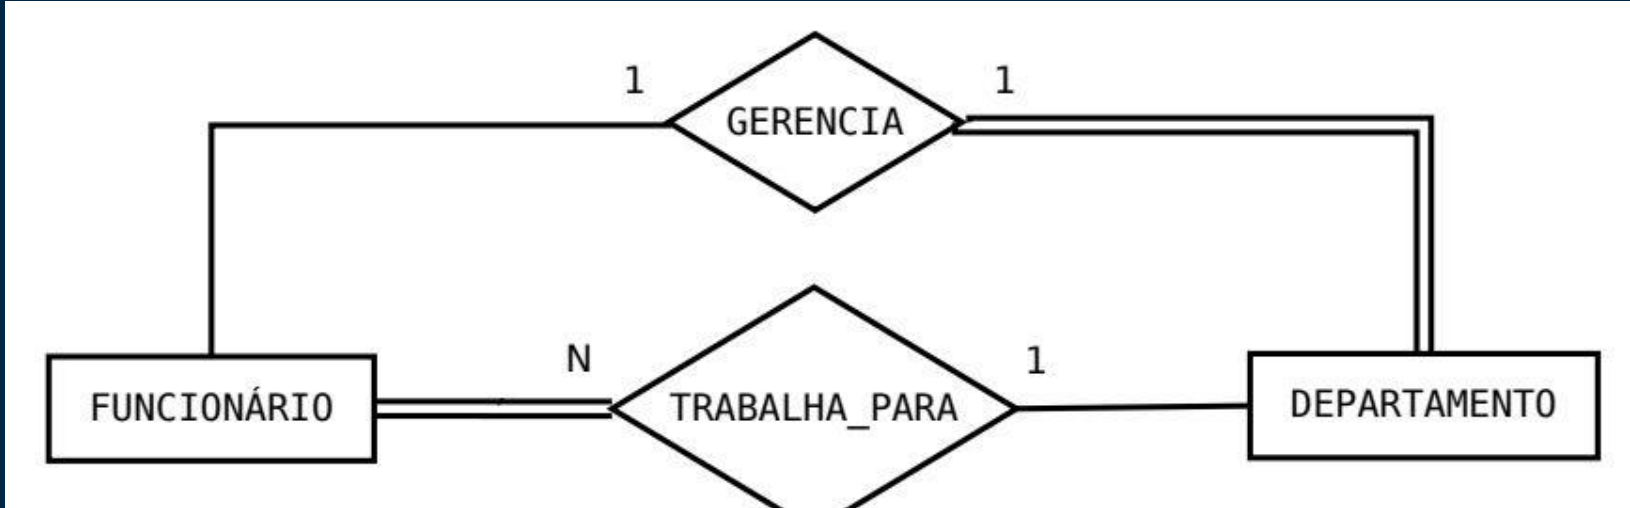 1
1
GERENCIA
N
1
FUNCIONÁRIO
TRABALHA_PARA
DEPARTAMENTO